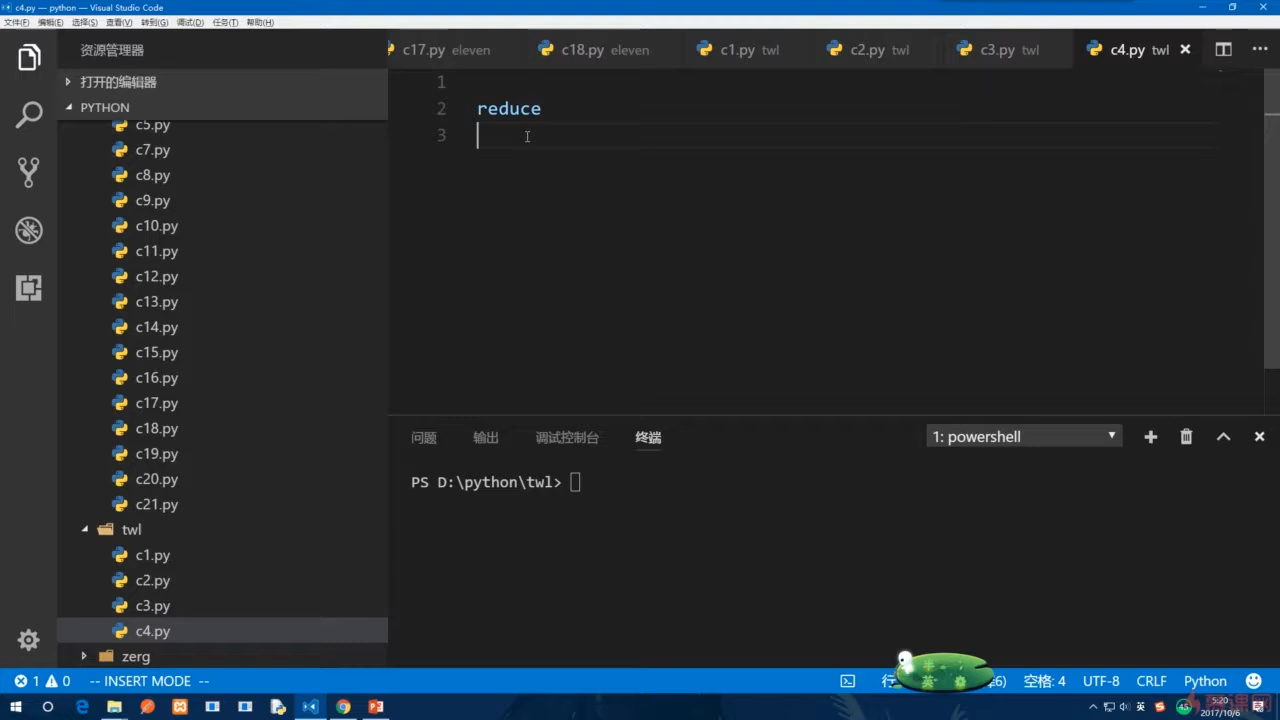 c4.py — python — Visual Studio Code
文件(F) 编辑(E) 选择(S) 查看(V) 转到(G) 调试(D) 任务(T) 帮助(H)
资源管理器
c17.py eleven
c18.py eleven
c1.py twl
c2.py twl
c3.py twl
c4.py twl
打开的编辑器
PYTHON
c5.py
c7.py
c8.py
c9.py
c10.py
c11.py
c12.py
c13.py
c14.py
c15.py
c16.py
c17.py
c18.py
c19.py
c20.py
c21.py
twl
c1.py
c2.py
c3.py
c4.py
zerg
1
2 reduce
3
问题 输出 调试控制台 终端
1: powershell
PS D:\python\twl>
1 0 -- INSERT MODE --
空格: 4 UTF-8 CRLF Python
英
45
5:20
2017/10/6